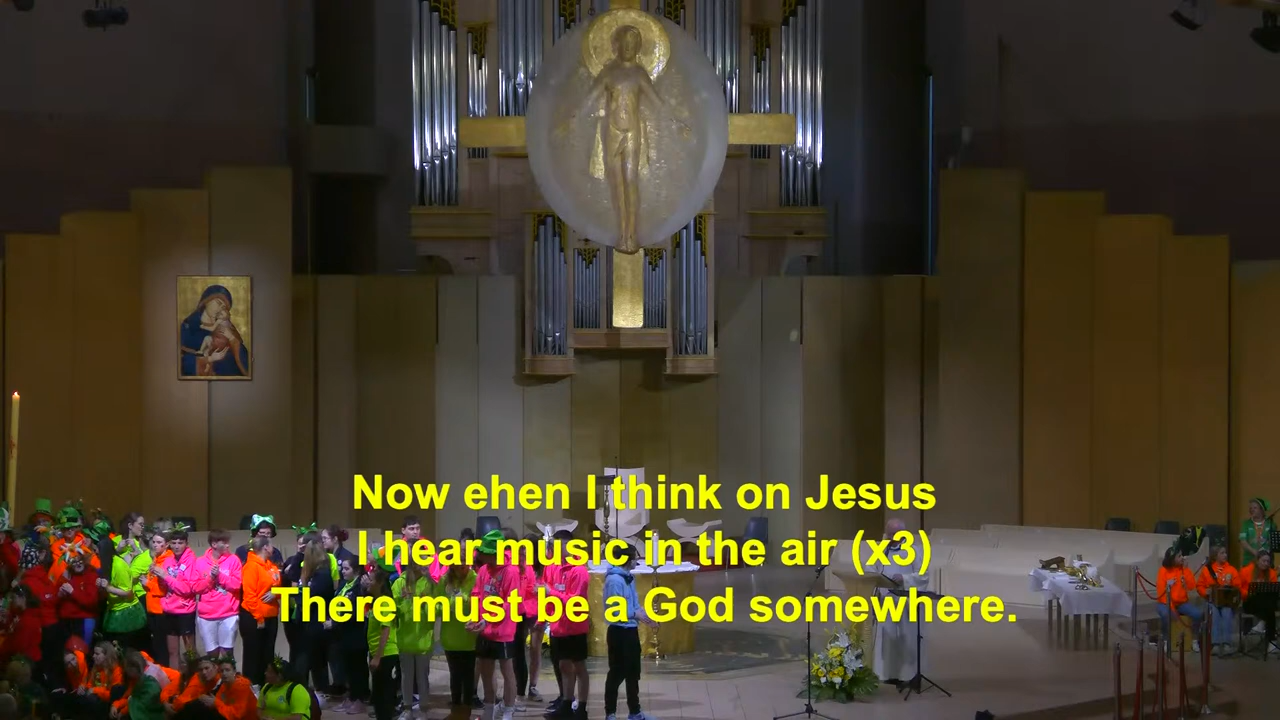 Now ehen I think on Jesus
I hear music in the air (x3)
There must be a God somewhere.